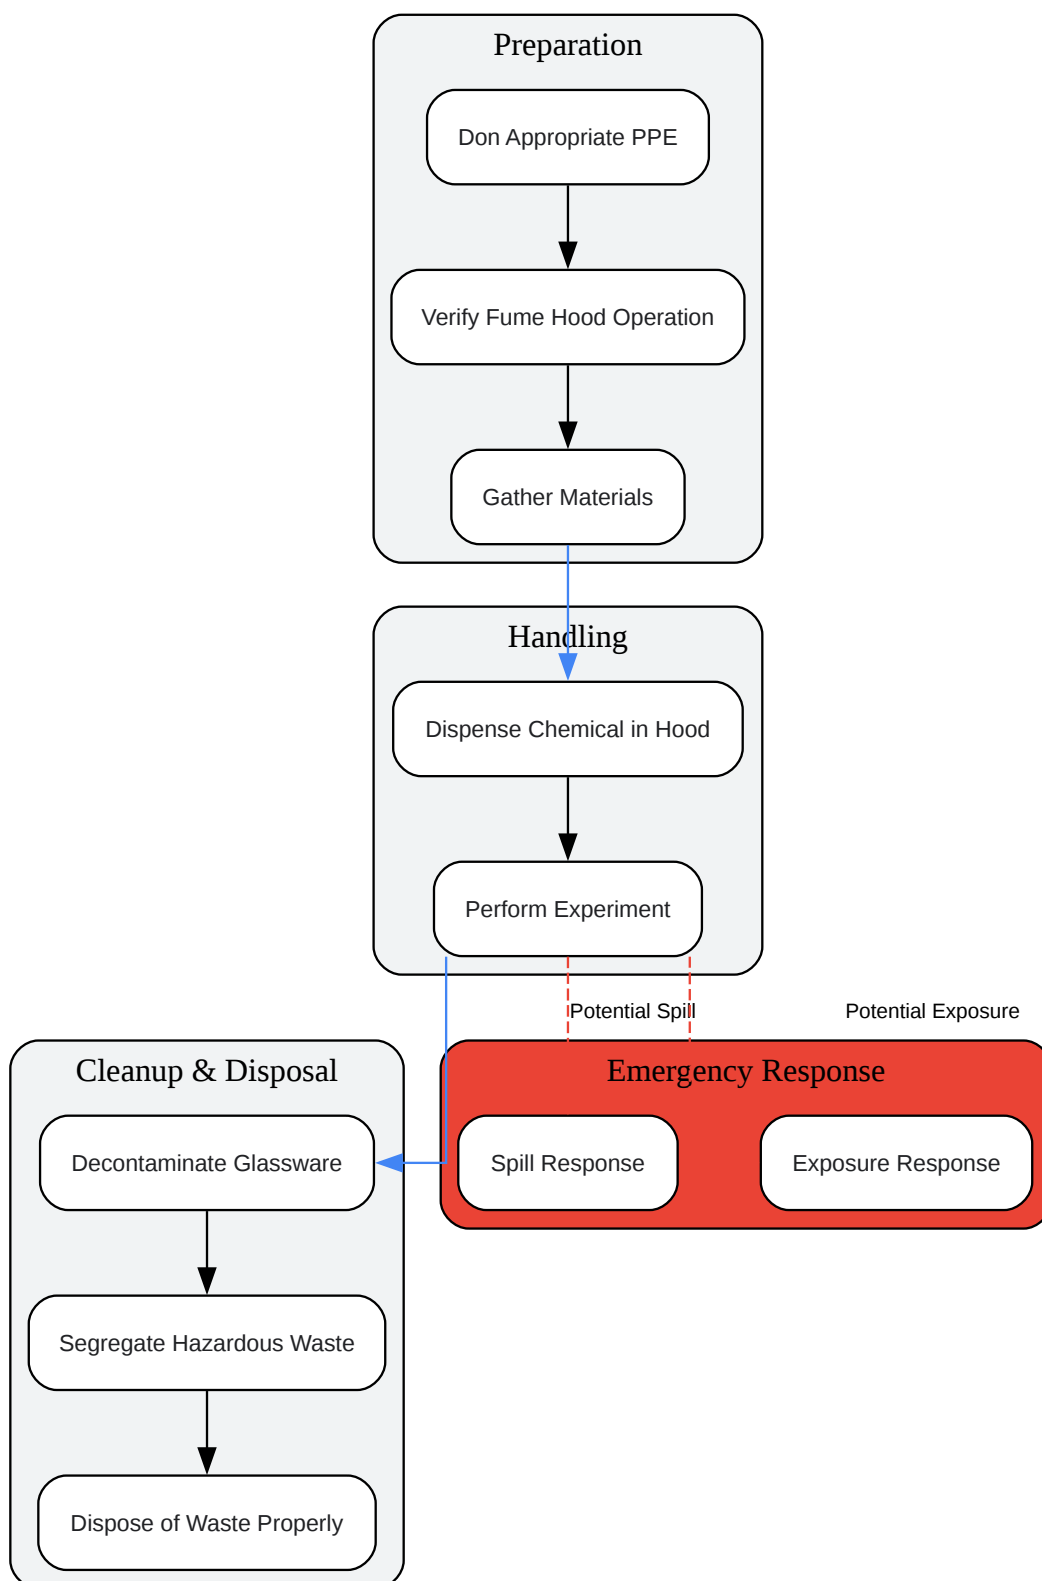 Preparation
Don Appropriate PPE
Verify Fume Hood Operation
Gather Materials
Handling
Dispense Chemical in Hood
Perform Experiment
Potential Spill
Potential Exposure
Cleanup & Disposal
Emergency Response
Decontaminate Glassware
Spill Response
Exposure Response
Segregate Hazardous Waste
Dispose of Waste Properly